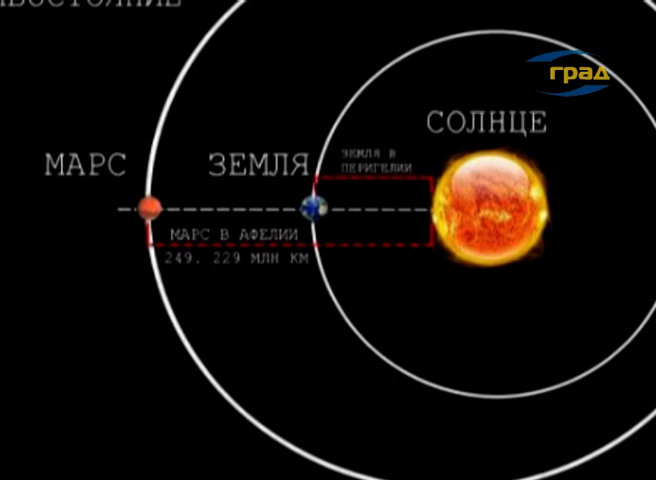 град
СОЛНЦЕ
МАРС
ЗЕМЛЯ
ЗЕМЛЯ В
ПЕРИГЕЛИИ
МАРС В АФЕЛИИ
249. 229 МЛН КМ